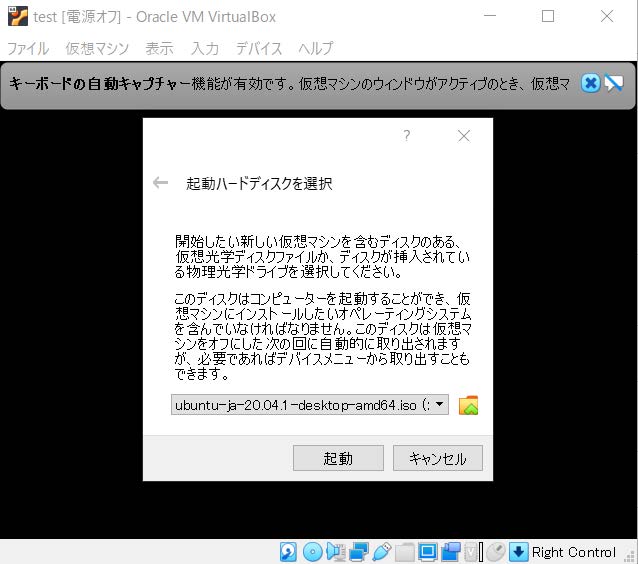 test [電源オフ] - Oracle VM VirtualBox
ファイル 仮想マシン 表示 入力 デバイス ヘルプ
キーボードの自動キャプチャー機能が有効です。仮想マシンのウィンドウがアクティブのとき、仮想マ
?
起動ハードディスクを選択
開始したい新しい仮想マシンを含むディスクのある、
仮想光学ディスクファイルか、ディスクが挿入されてい
る物理光学ドライブを選択してください。
このディスクはコンピューターを起動することができ、仮
想マシンにインストールしたいオペレーティングシステム
を含んでいなければなりません。このディスクは仮想マ
シンをオフにした次の回に自動的に取り出されます
が、必要であればデバイスメニューから取り出すことも
できます。
ubuntu-ja-20.04.1-desktop-amd64.iso (
起動 キャンセル
Right Control